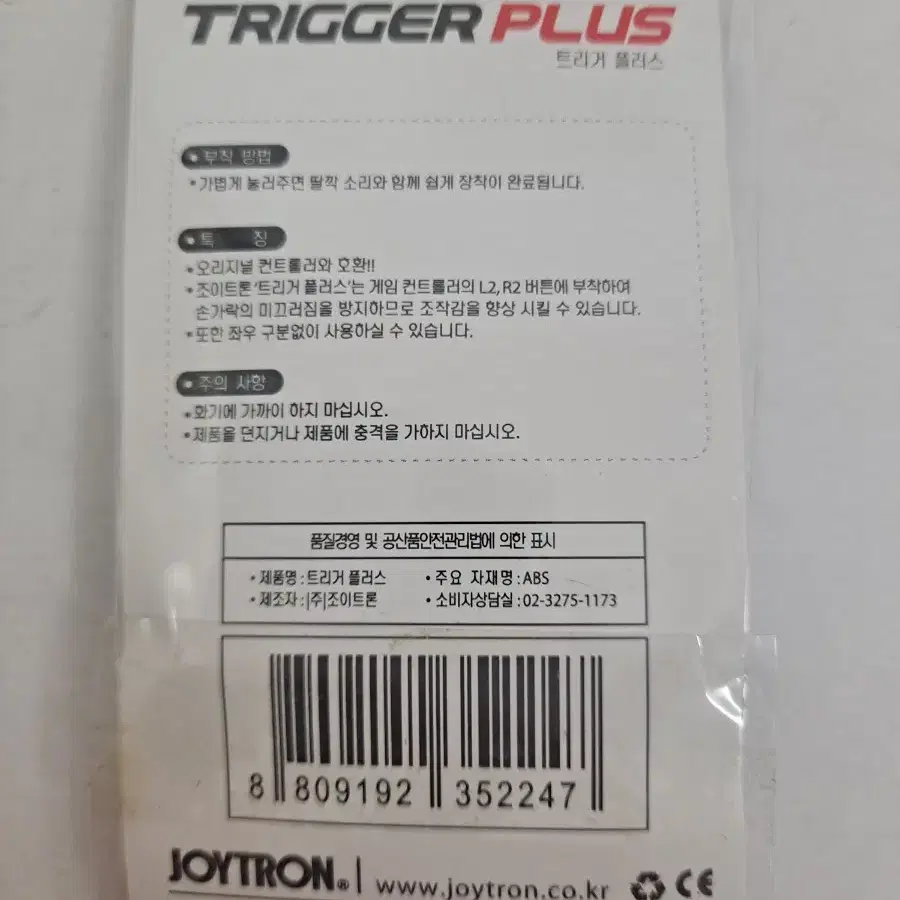 TRIGGER PLUS
트리거 플러스
• 부착 방법
• 가볍게 눌러주면 딸깍 소리와 함께 쉽게 장착이 완료됩니다.
• 특 징
• 오리지널 컨트롤러와 호환!!
• 조이트론 '트리거 플러스'는 게임 컨트롤러의 L2, R2 버튼에 부착하여
손가락의 미끄러짐을 방지하므로 조작감을 향상 시킬 수 있습니다.
• 또한 좌우 구분없이 사용하실 수 있습니다.
• 주의 사항
• 화기에 가까이 하지 마십시오.
• 제품을 던지거나 제품에 충격을 가하지 마십시오.
품질경영 및 공산품안전관리법에 의한 표시
• 제품명 : 트리거 플러스 • 주요 자재명 : ABS
• 제조자 : (주)조이트론 • 소비자상담실 : 02-3275-1173
8 809192 352247
JOYTRON® | www.joytron.co.kr CE